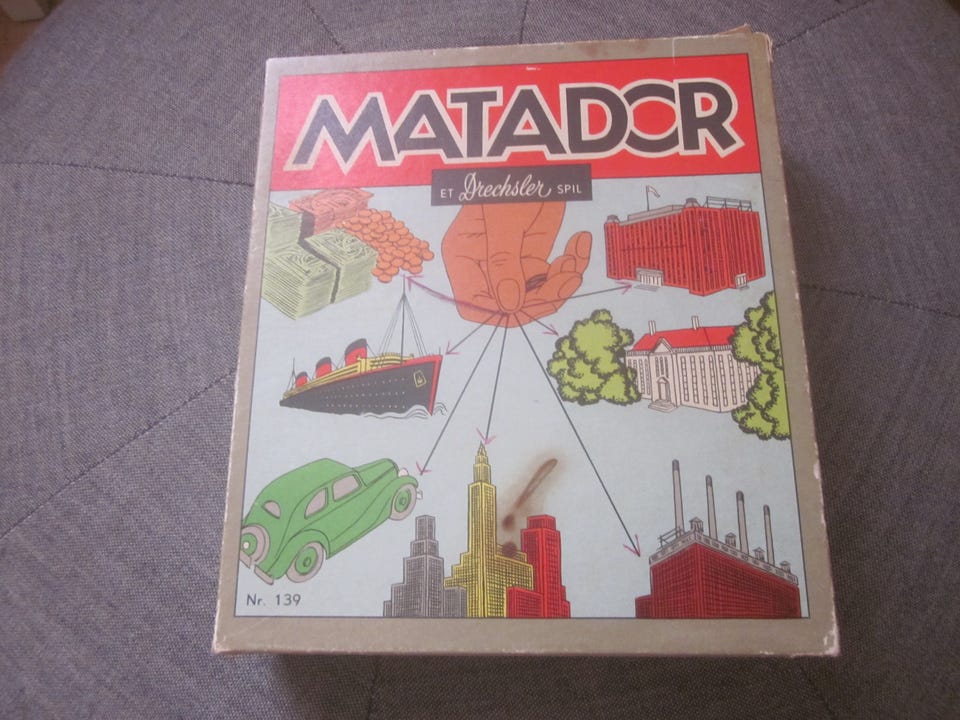 MATADOR
ET Drechsler SPIL
Nr. 139